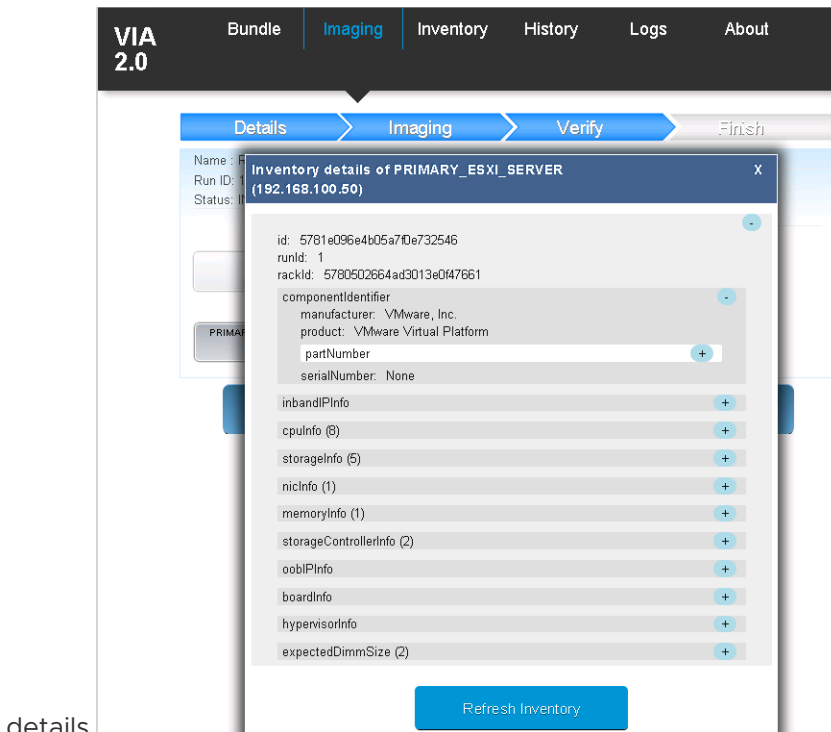 VIA
2.0
Bundle Imaging Inventory History Logs About
Details Imaging Verify Finish
Name :
Run ID: 1
Status:
PRIMAR
Inventory details of PRIMARY_ESXI_SERVER X
(192.168.100.50)
-
id: 5781e096e4b05a7f0e732546
runId: 1
rackId: 5780502664ad3013e0f47661
componentIdentifier -
manufacturer: VMware, Inc.
product: VMware Virtual Platform
partNumber +
serialNumber: None
inbandIPInfo +
cpuInfo (8) +
storageInfo (5) +
nicInfo (1) +
memoryInfo (1) +
storageControllerInfo (2) +
oobIPInfo +
boardInfo +
hypervisorInfo +
expectedDimmSize (2) +
Refresh Inventory
details